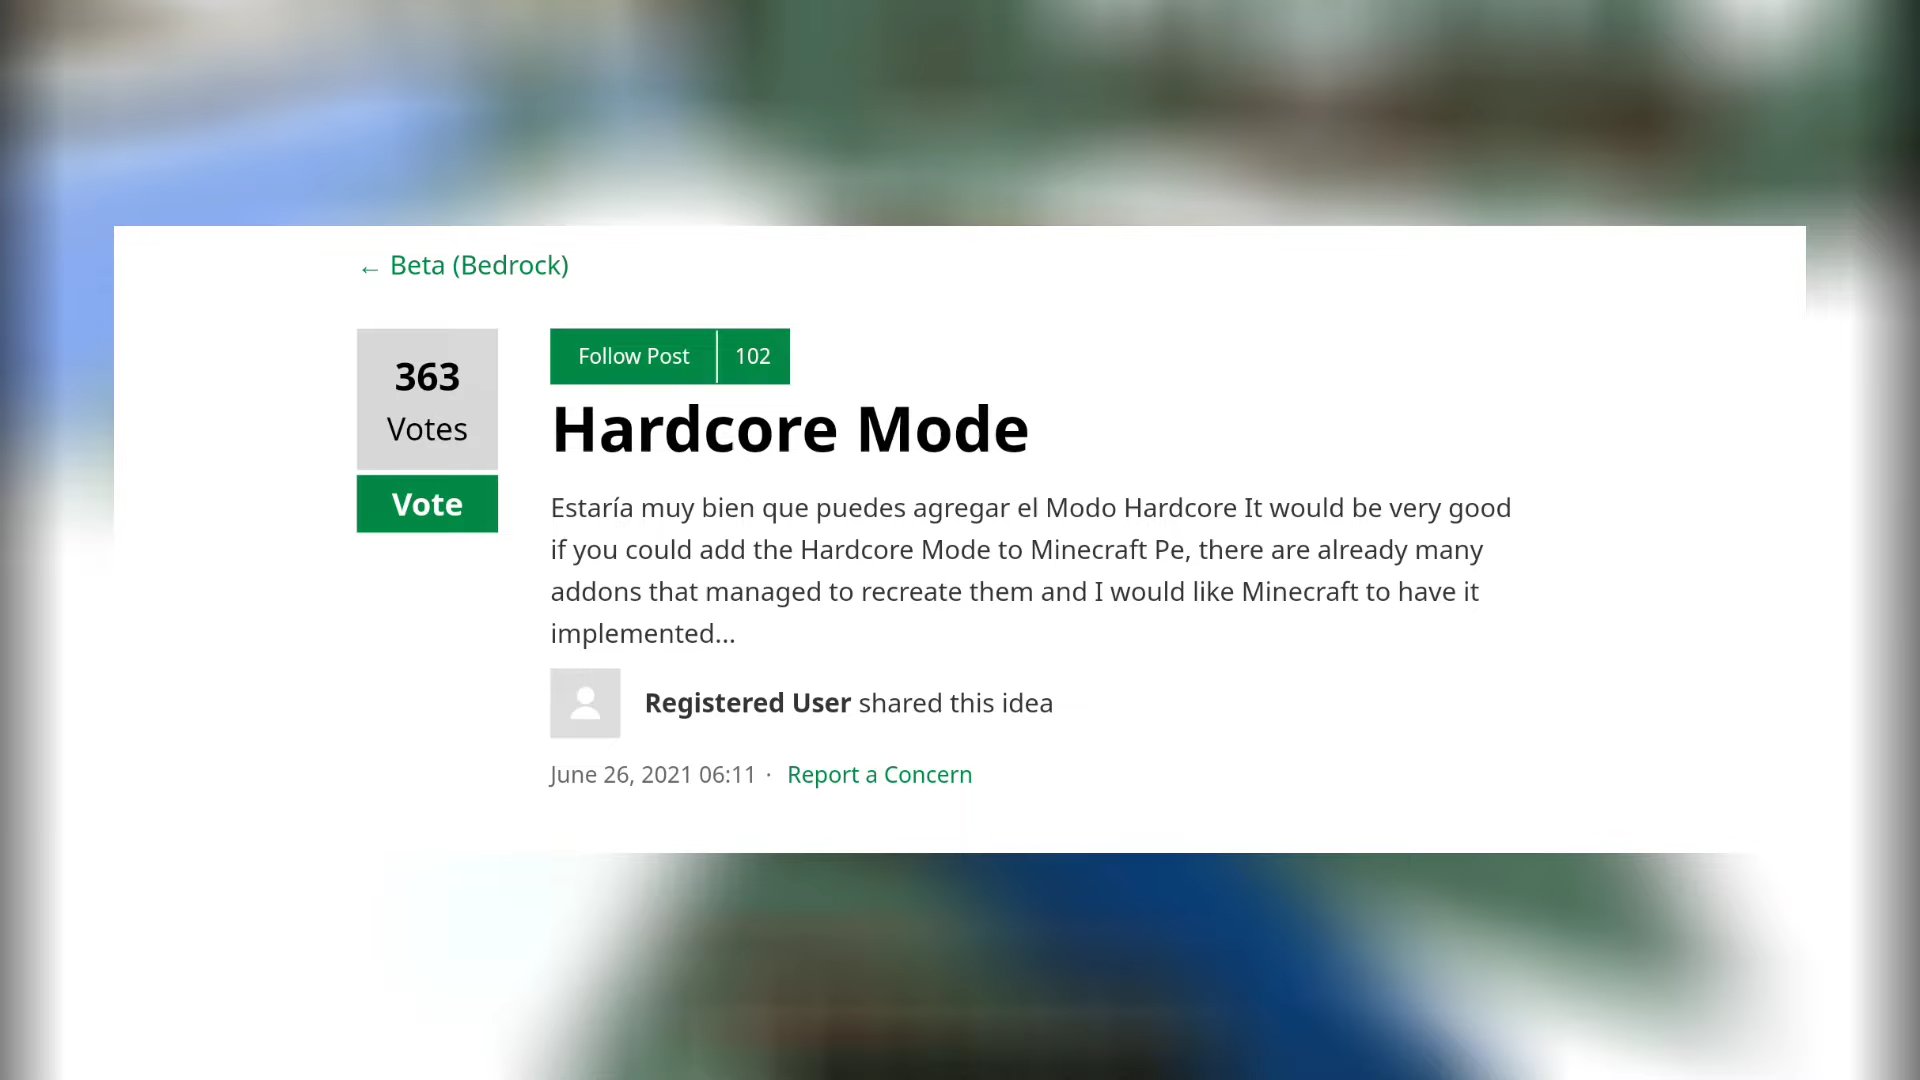 ← Beta (Bedrock)
363
Votes
Vote
Follow Post 102
Hardcore Mode
Estaría muy bien que puedes agregar el Modo Hardcore It would be very good
if you could add the Hardcore Mode to Minecraft Pe, there are already many
addons that managed to recreate them and I would like Minecraft to have it
implemented...
Registered User shared this idea
June 26, 2021 06:11 · Report a Concern